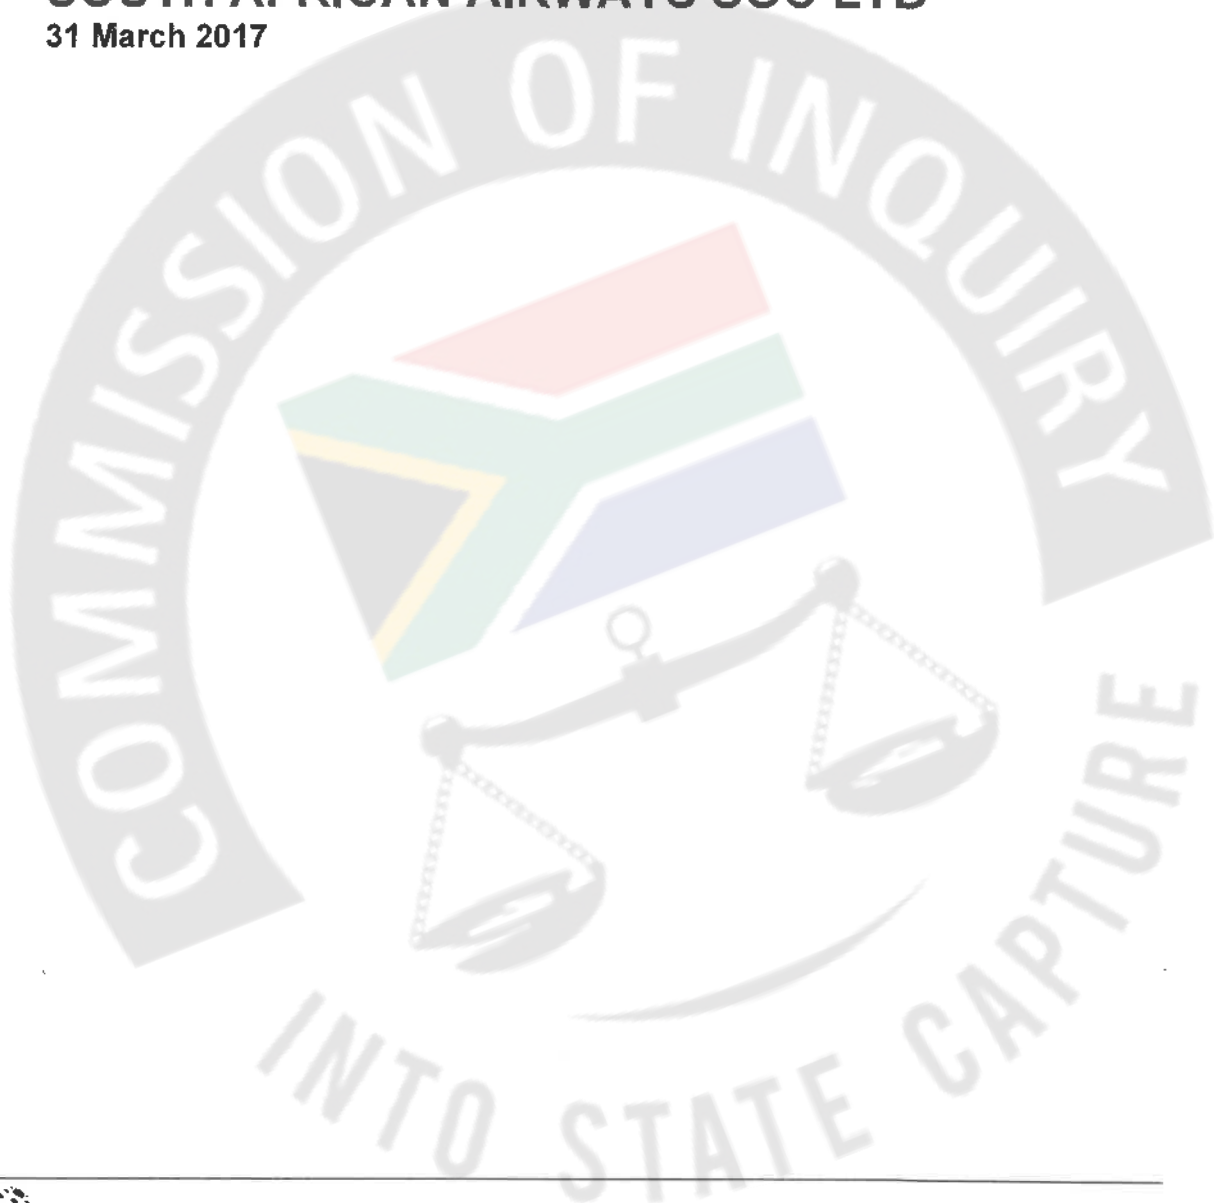 SOUTH AFRICAN AIRWAYS SOC LTD
31 March 2017
COMMISSION OF INQUIRY
INTO STATE CAPTURE